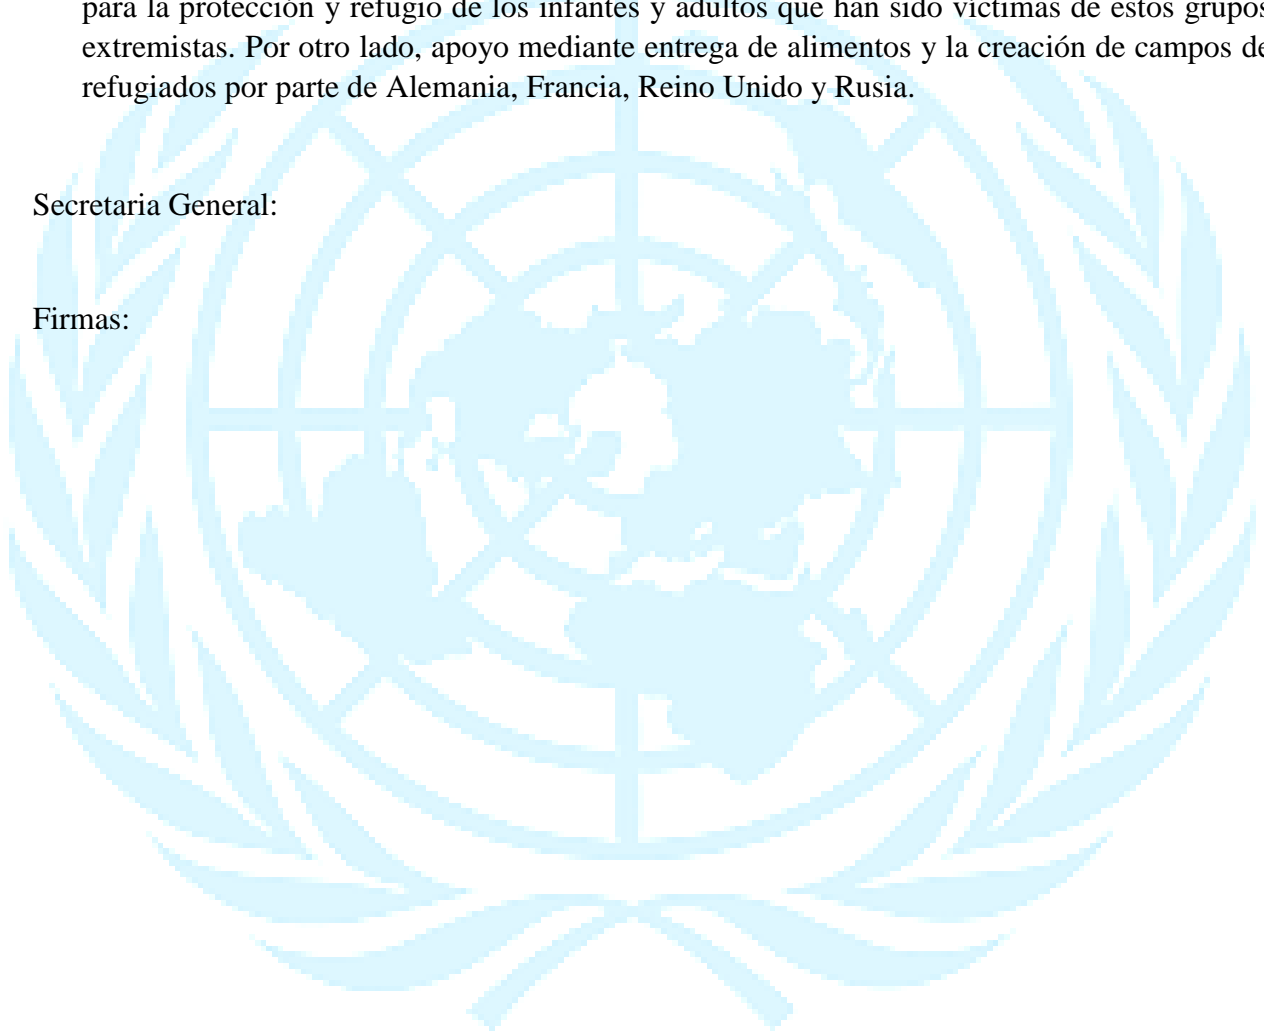 para la protección y refugio de los infantes y adultos que han sido víctimas de estos grupos
extremistas. Por otro lado, apoyo mediante entrega de alimentos y la creación de campos de
refugiados por parte de Alemania, Francia, Reino Unido y Rusia.
Secretaria General:
Firmas: